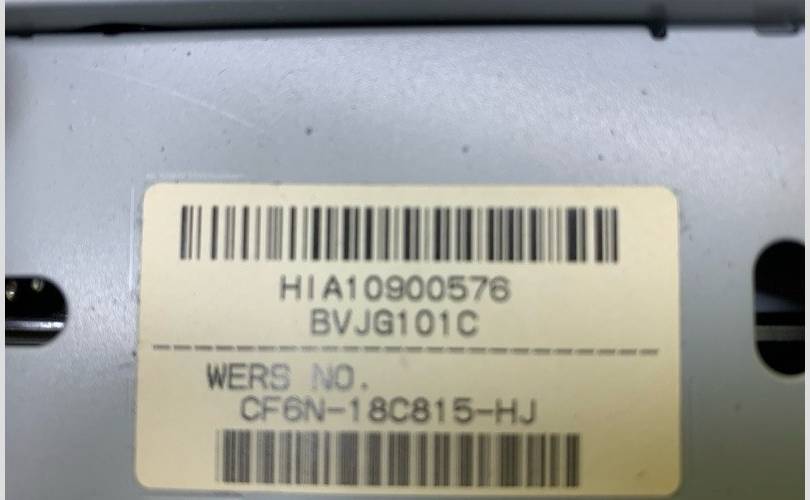 HIA10900576
BVJG101C
WERS NO.
CF6N-18C815-HJ